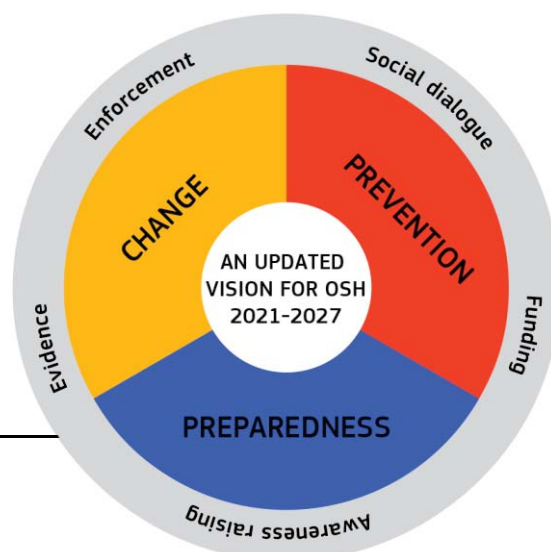 Enforcement
Social dialogue
CHANGE
PREVENTION
AN UPDATED
VISION FOR OSH
2021-2027
Evidence
Funding
PREPAREDNESS
Awareness raising